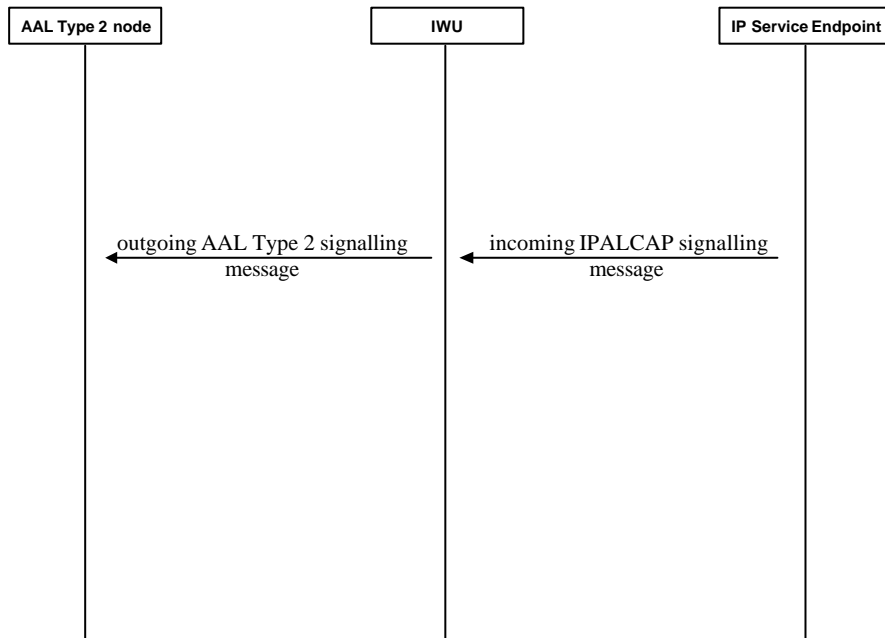 AAL Type 2 node
IWU
IP Service Endpoint
outgoing AAL Type 2 signalling
message
incoming IPALCAP signalling
message